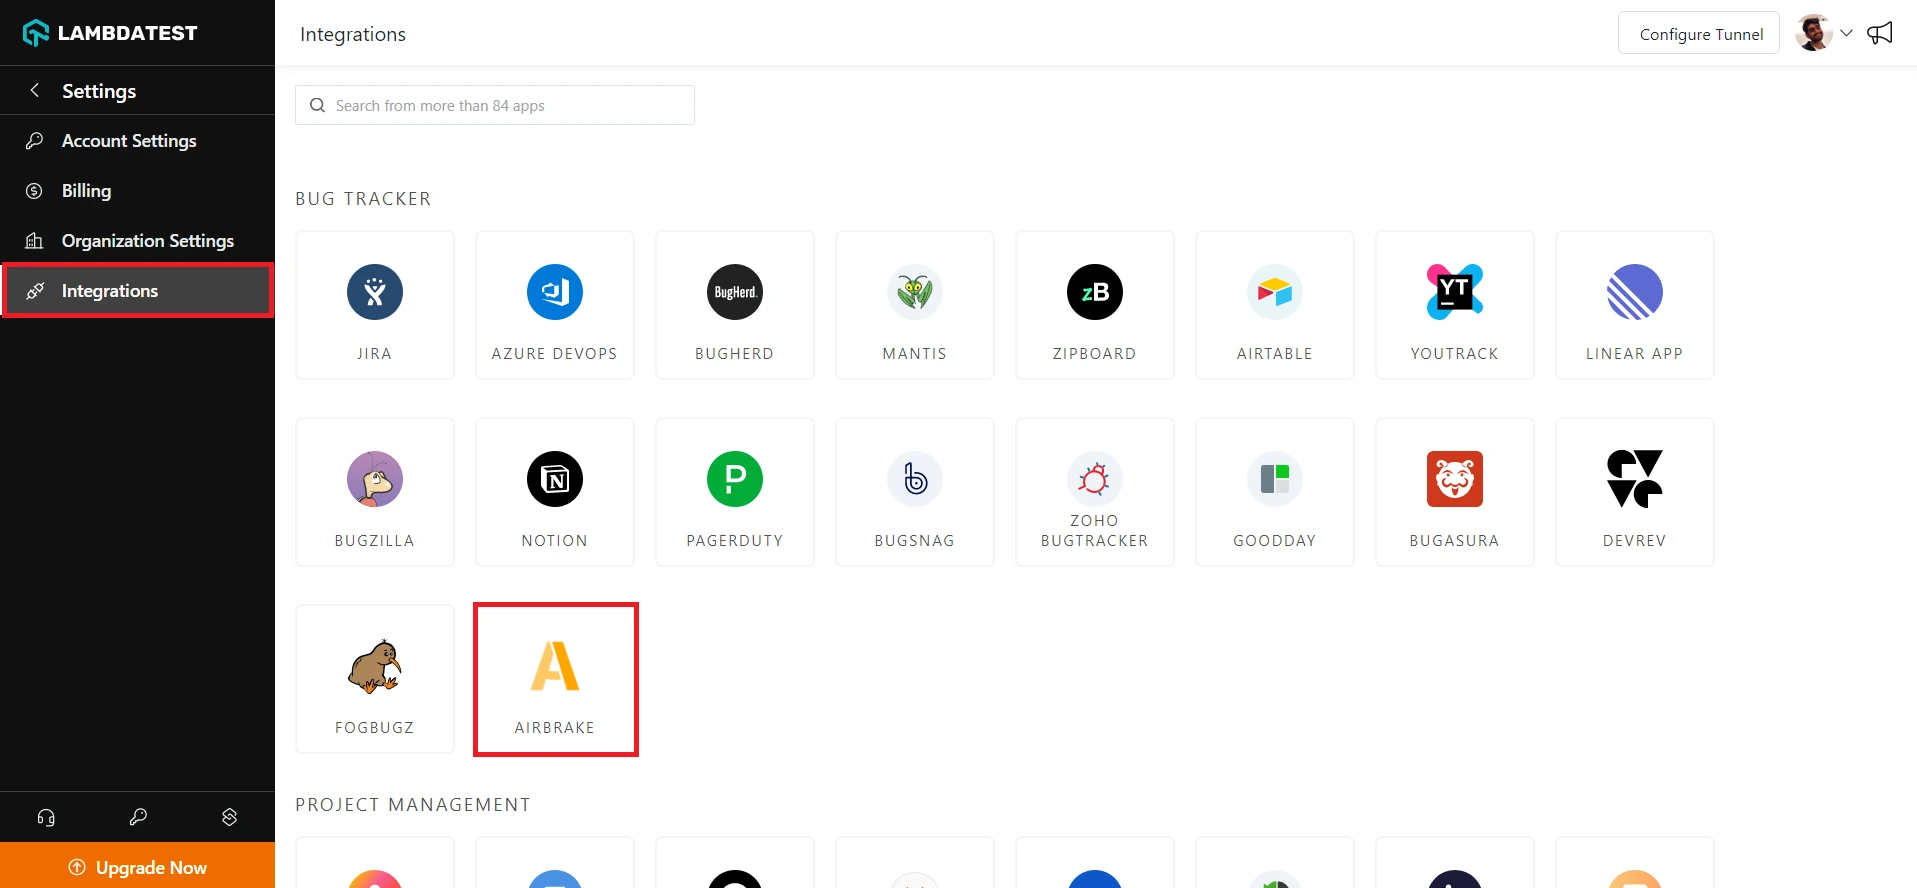 LAMBDATEST
Integrations
Configure Tunnel
Settings
Account Settings
Billing
Organization Settings
Integrations
Search from more than 84 apps
BUG TRACKER
JIRA
AZURE DEVOPS
BugHerd.
BUGHERD
MANTIS
zB
ZIPBOARD
AIRTABLE
YT
YOUTRACK
LINEAR APP
BUGZILLA
N
NOTION
P
PAGERDUTY
b
BUGSNAG
ZOHO
BUGTRACKER
GOODDAY
BUGASURA
DEVREV
FOGBUGZ
A
AIRBRAKE
PROJECT MANAGEMENT
Upgrade Now